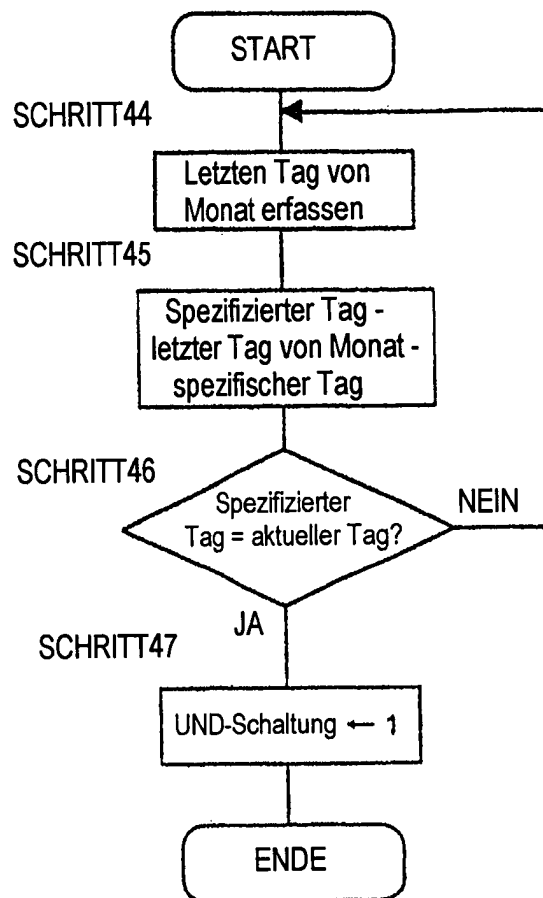 START
SCHRITT44
Letzten Tag von
Monat erfassen
SCHRITT45
Spezifizierter Tag -
letzter Tag von Monat -
spezifischer Tag
SCHRITT46
Spezifizierter
Tag = aktueller Tag?
NEIN
JA
SCHRITT47
UND-Schaltung ← 1
ENDE